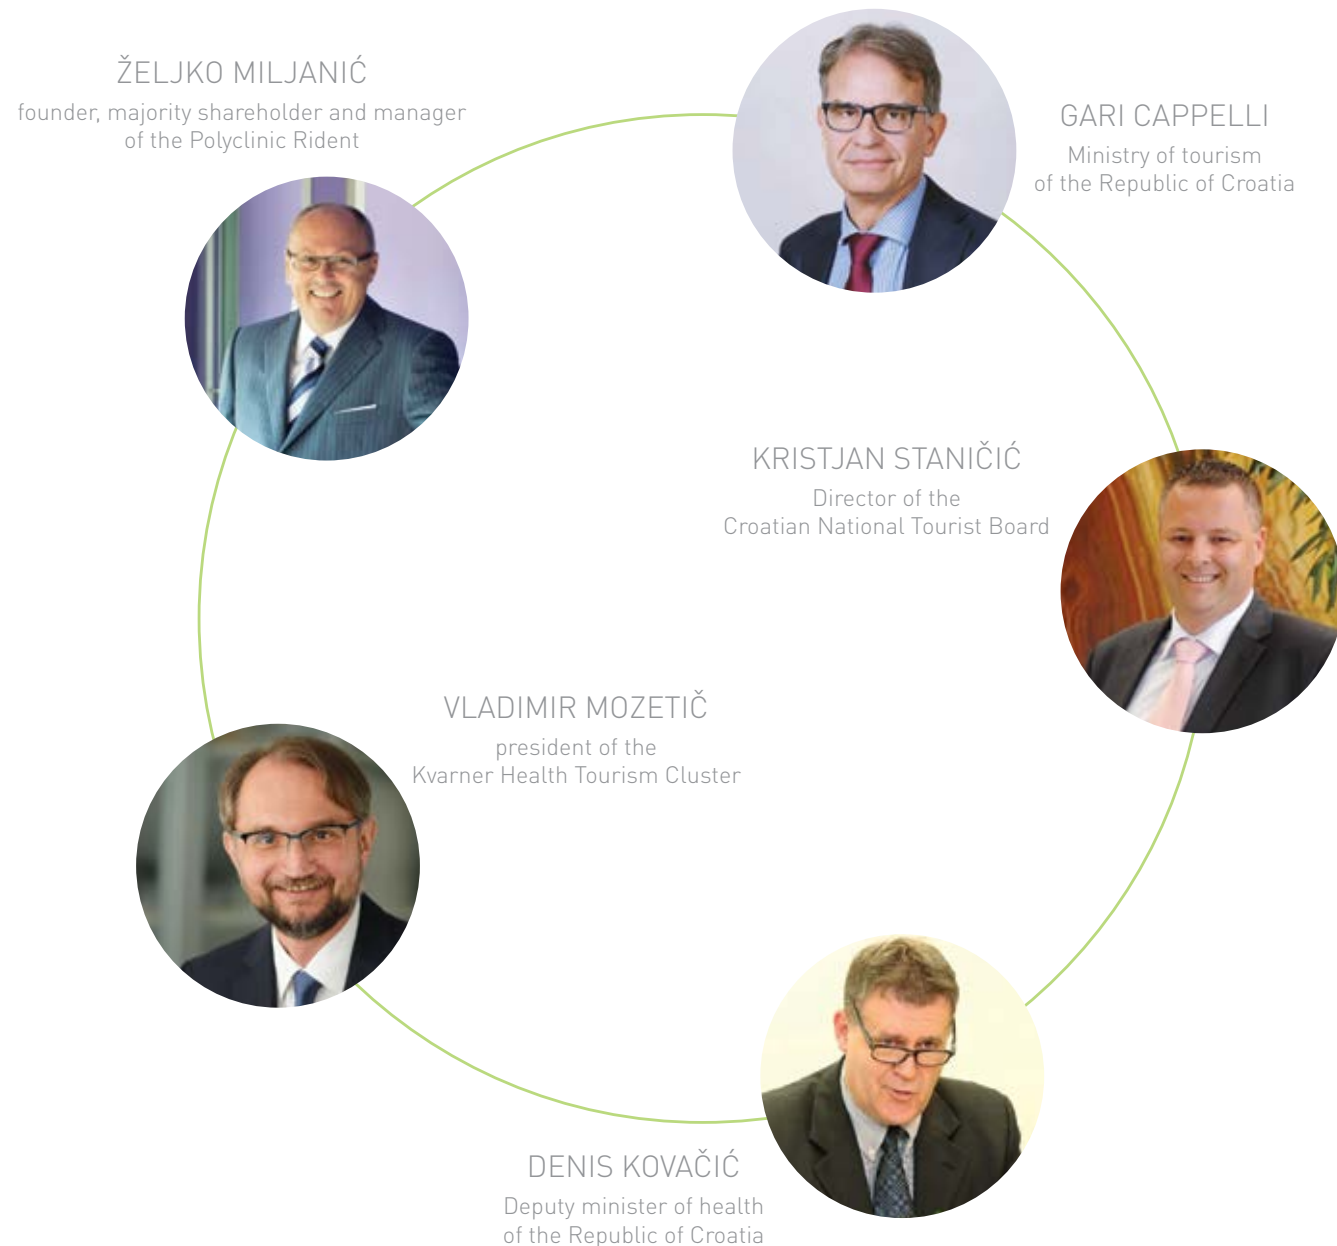 ŽELJKO MILJANIĆ
founder, majority shareholder and manager
of the Polyclinic Rident
GARI CAPPELLI
Ministry of tourism
of the Republic of Croatia
KRISTJAN STANIČIĆ
Director of the
Croatian National Tourist Board
VLADIMIR MOZETIČ
president of the
Kvarner Health Tourism Cluster
DENIS KOVAČIĆ
Deputy minister of health
of the Republic of Croatia